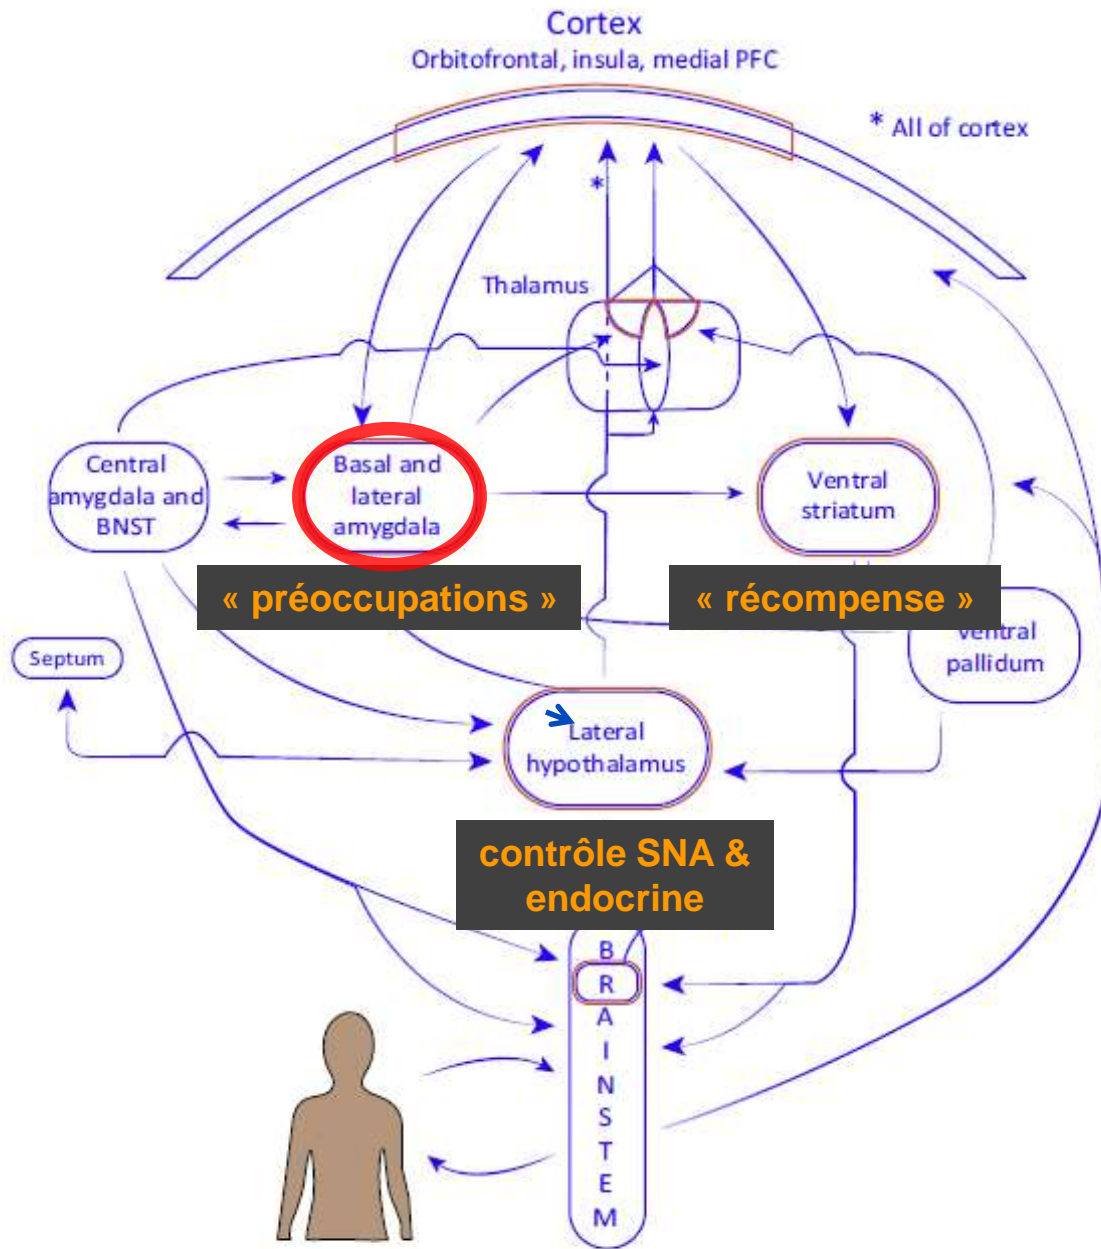 Cortex
Orbitofrontal, insula, medial PFC
* All of cortex
*
Thalamus
Central
amygdala and
BNST
Basal and
lateral
amygdala
Ventral
striatum
« préoccupations »
« récompense »
Septum
Ventral
pallidum
Lateral
hypothalamus
contrôle SNA &
endocrine
B
R
A
I
N
S
T
E
M